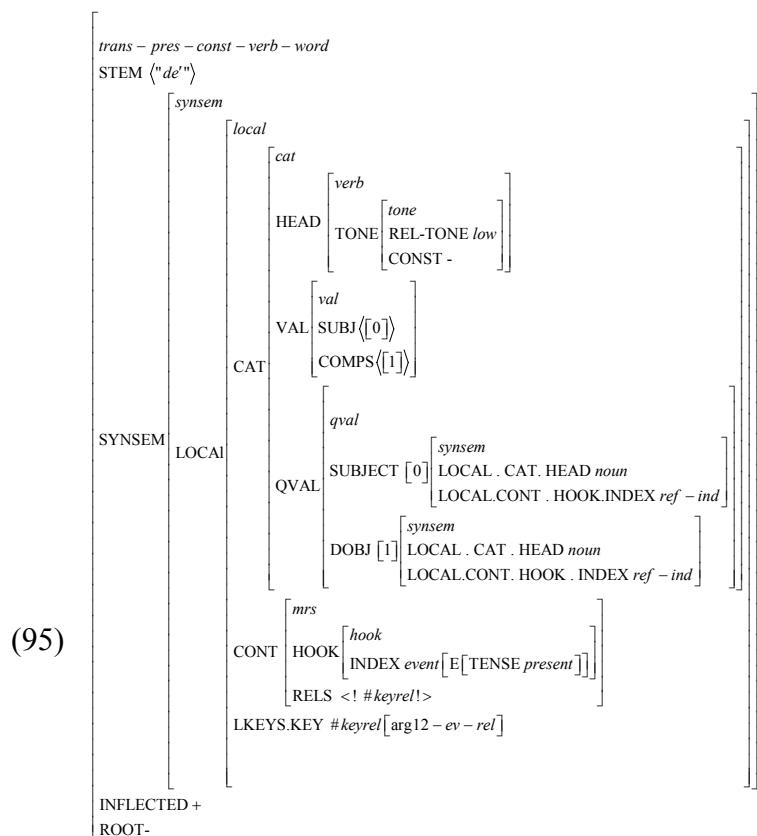 trans – pres – const – verb – word
STEM ⟨"de′"⟩
synsem
local
cat
verb
HEAD
tone
TONE
REL-TONE low
CONST -
val
VAL
SUBJ⟨[0]⟩
COMPS⟨[1]⟩
CAT
qval
SYNSEM
LOCAl
synsem
SUBJECT [0]
LOCAL . CAT. HEAD noun
LOCAL.CONT . HOOK.INDEX ref – ind
QVAL
synsem
DOBJ [1]
LOCAL . CAT . HEAD noun
LOCAL.CONT. HOOK . INDEX ref – ind
(95)
mrs
hook
CONT
HOOK
INDEX event[E[TENSE present]]
RELS <! #keyrel!>
LKEYS.KEY #keyrel[arg12 – ev – rel]
INFLECTED +
ROOT-